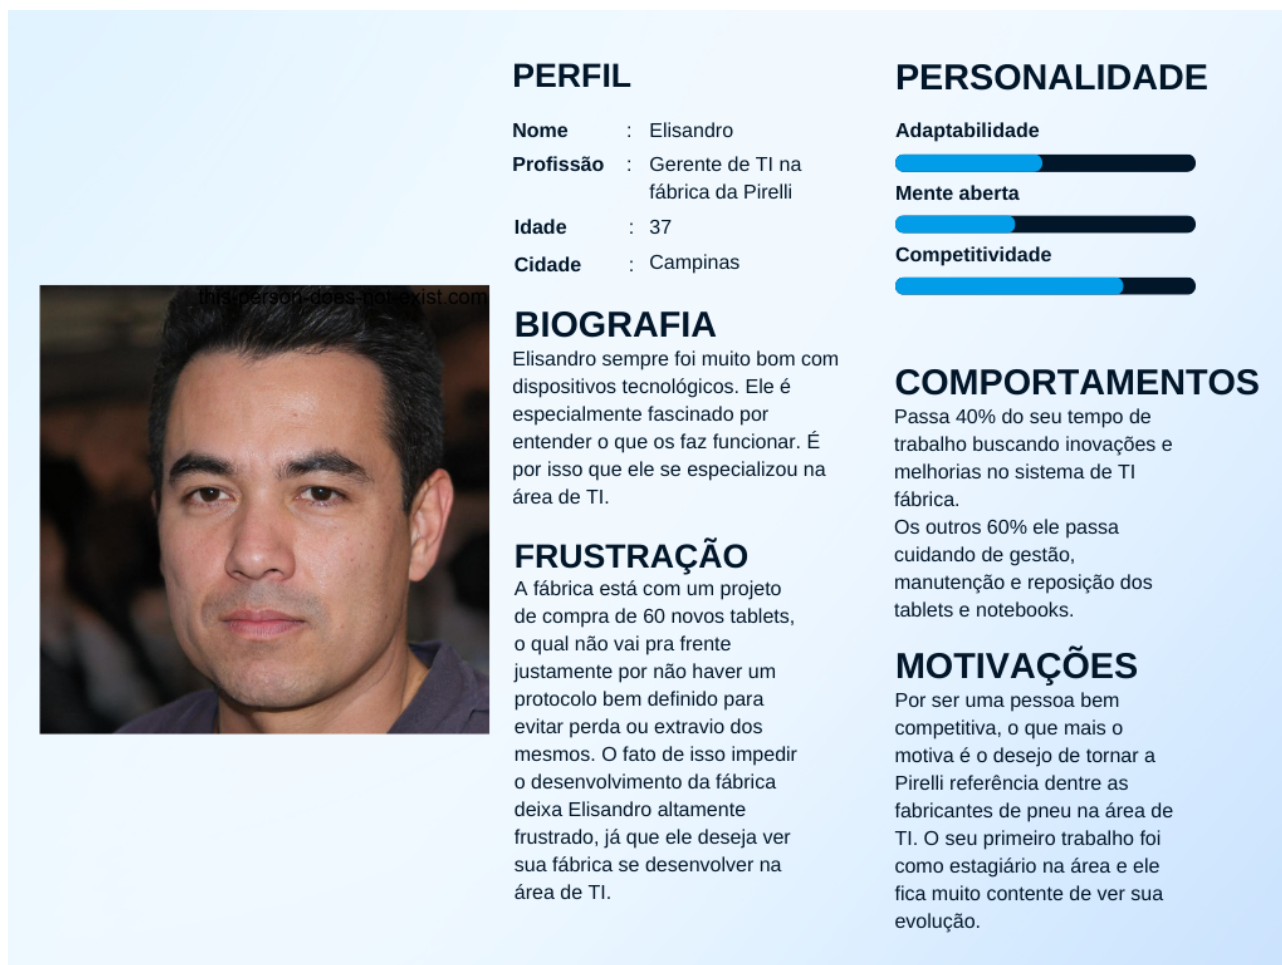 this-person-does-not-exist.com
PERFIL
Nome : Elisandro
Profissão : Gerente de TI na
fábrica da Pirelli
Idade : 37
Cidade : Campinas
BIOGRAFIA
Elisandro sempre foi muito bom com
dispositivos tecnológicos. Ele é
especialmente fascinado por
entender o que os faz funcionar. É
por isso que ele se especializou na
área de TI.
FRUSTRAÇÃO
A fábrica está com um projeto
de compra de 60 novos tablets,
o qual não vai pra frente
justamente por não haver um
protocolo bem definido para
evitar perda ou extravio dos
mesmos. O fato de isso impedir
o desenvolvimento da fábrica
deixa Elisandro altamente
frustrado, já que ele deseja ver
sua fábrica se desenvolver na
área de TI.
PERSONALIDADE
Adaptabilidade
Mente aberta
Competitividade
COMPORTAMENTOS
Passa 40% do seu tempo de
trabalho buscando inovações e
melhorias no sistema de TI
fábrica.
Os outros 60% ele passa
cuidando de gestão,
manutenção e reposição dos
tablets e notebooks.
MOTIVAÇÕES
Por ser uma pessoa bem
competitiva, o que mais o
motiva é o desejo de tornar a
Pirelli referência dentre as
fabricantes de pneu na área de
TI. O seu primeiro trabalho foi
como estagiário na área e ele
fica muito contente de ver sua
evolução.